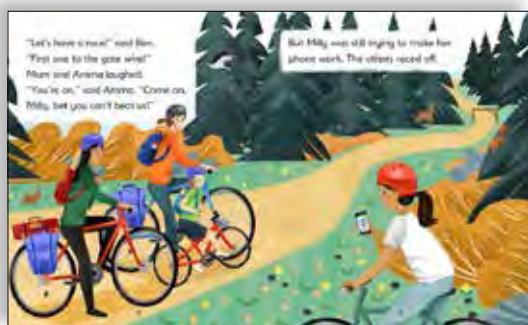 "Let's have a race!" said Ben.
"First one to the gate wins!"
Mum and Amma laughed.
"You're on," said Amma. "Come on,
Milly, bet you can't beat us!"
But Milly was still trying to make her
phone work. The others raced off.